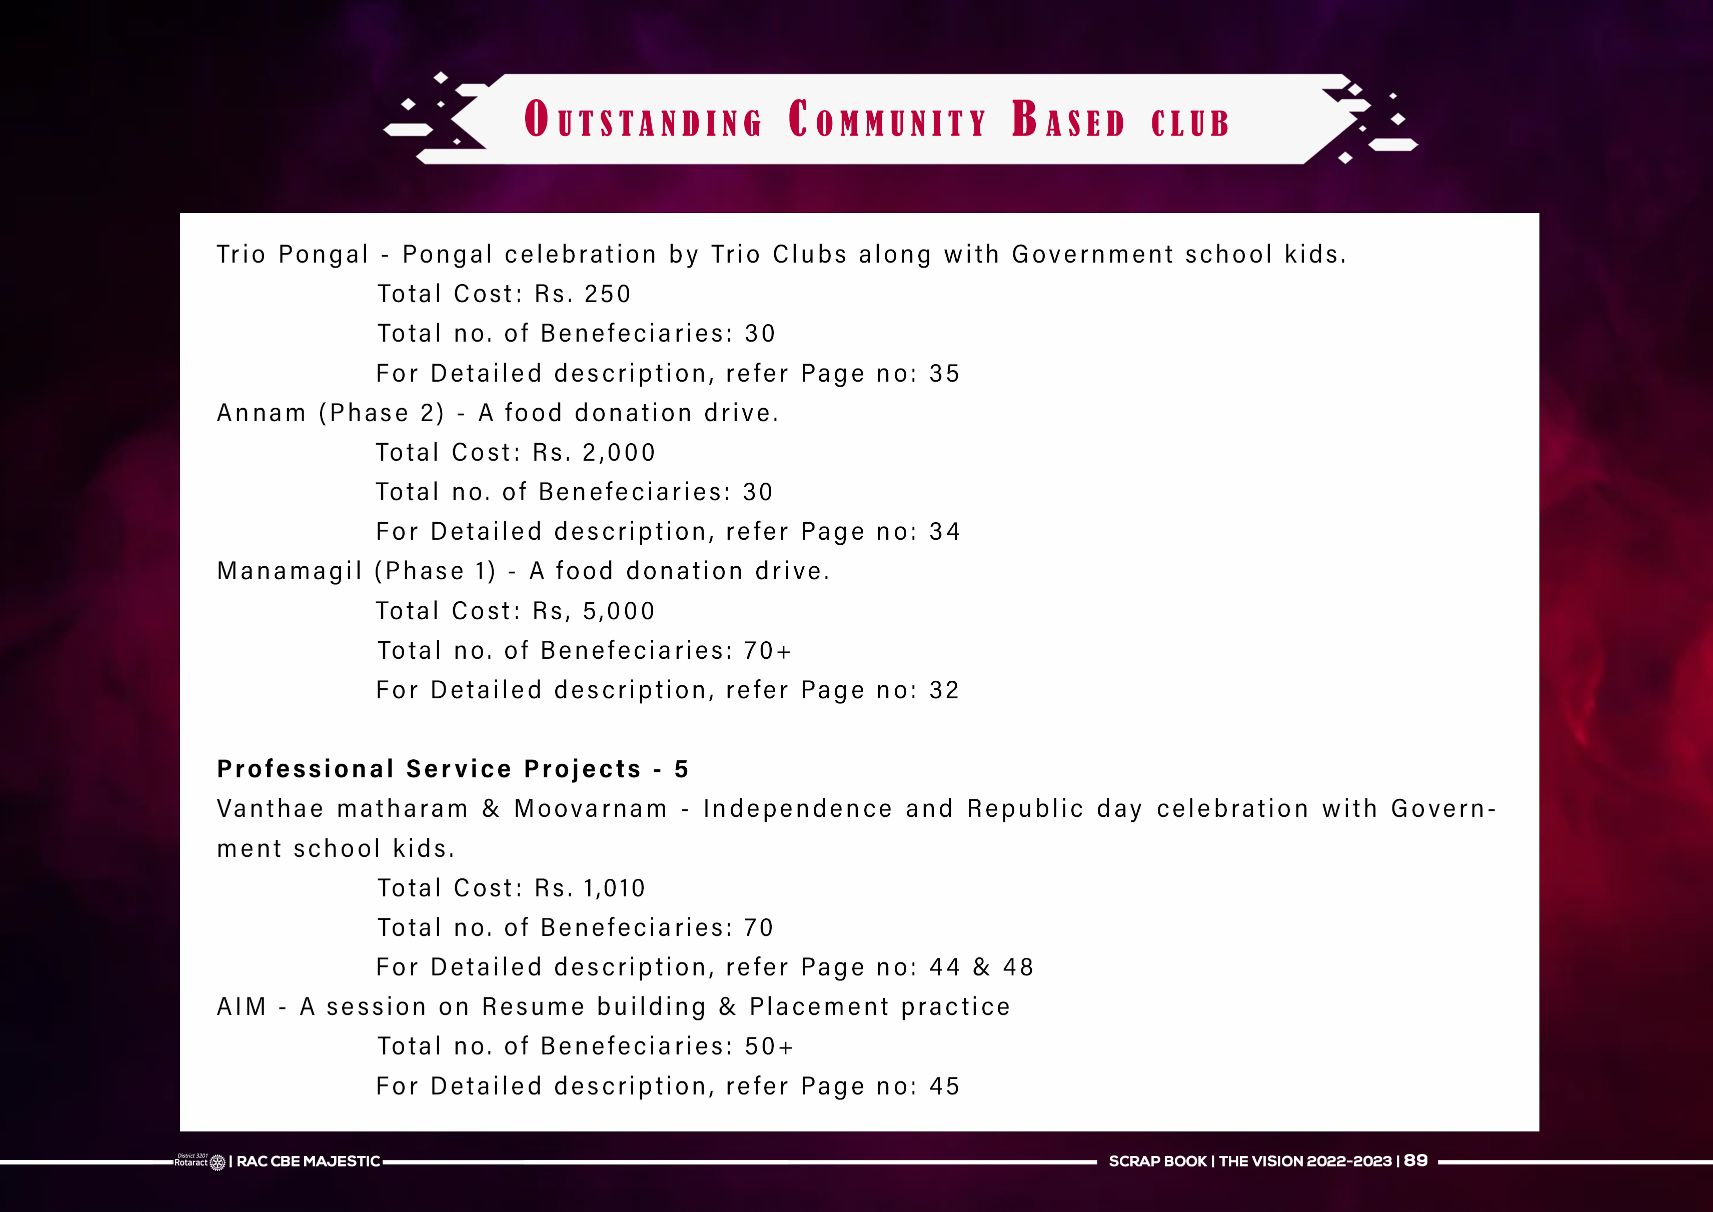 Outstanding Community Based club
Trio Pongal - Pongal celebration by Trio Clubs along with Government school kids.
Total Cost: Rs. 250
Total no. of Benefeciaries: 30
For Detailed description, refer Page no: 35
Annam (Phase 2) - A food donation drive.
Total Cost: Rs. 2,000
Total no. of Benefeciaries: 30
For Detailed description, refer Page no: 34
Manamagil (Phase 1) - A food donation drive.
Total Cost: Rs, 5,000
Total no. of Benefeciaries: 70+
For Detailed description, refer Page no: 32
Professional Service Projects - 5
Vanthae matharam & Moovarnam - Independence and Republic day celebration with Govern-
ment school kids.
Total Cost: Rs. 1,010
Total no. of Benefeciaries: 70
For Detailed description, refer Page no: 44 & 48
AIM - A session on Resume building & Placement practice
Total no. of Benefeciaries: 50+
For Detailed description, refer Page no: 45
District 3201
Rotaract | RAC CBE MAJESTIC
SCRAP BOOK | THE VISION 2022-2023 | 89